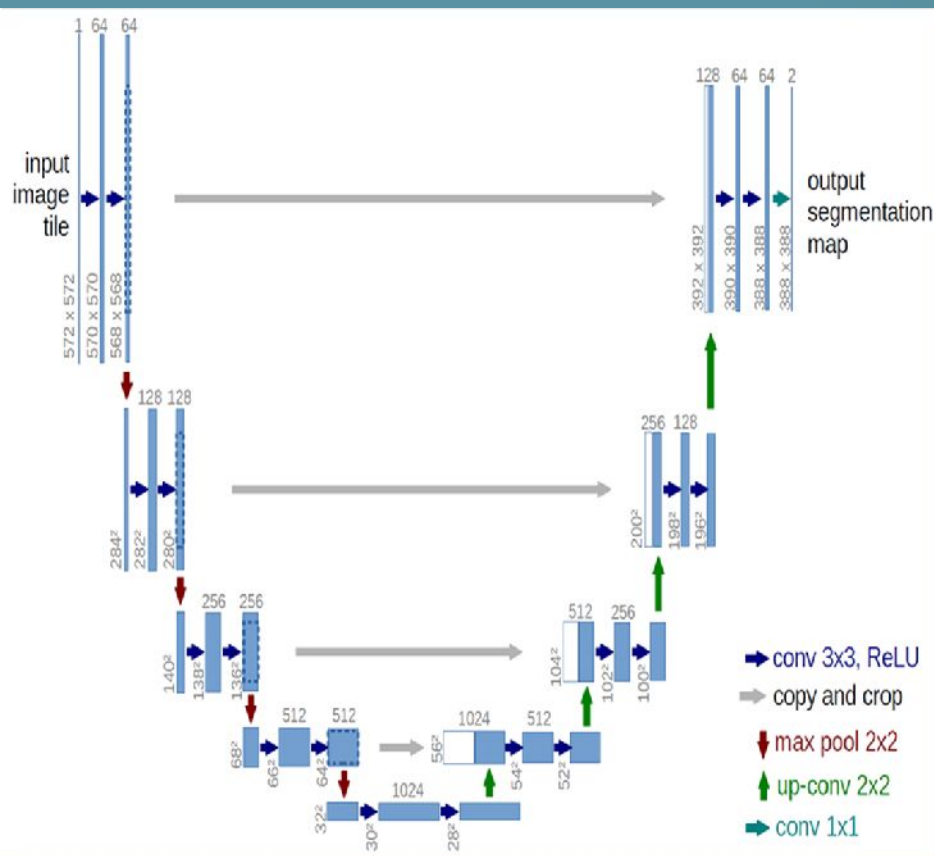 1 64 64
128 64 64 2
input
image
tile
output
segmentation
map
572 x 572
570 x 570
568 x 568
392 x 392
390 x 390
388 x 388
388 x 388
128 128
256 128
284²
282²
280²
200²
198²
196²
256 256
512 256
140²
138²
136²
104²
102²
100²
512 512
1024 512
68²
66²
64²
56²
54²
52²
1024
32²
30²
28²
conv 3x3, ReLU
copy and crop
max pool 2x2
up-conv 2x2
conv 1x1